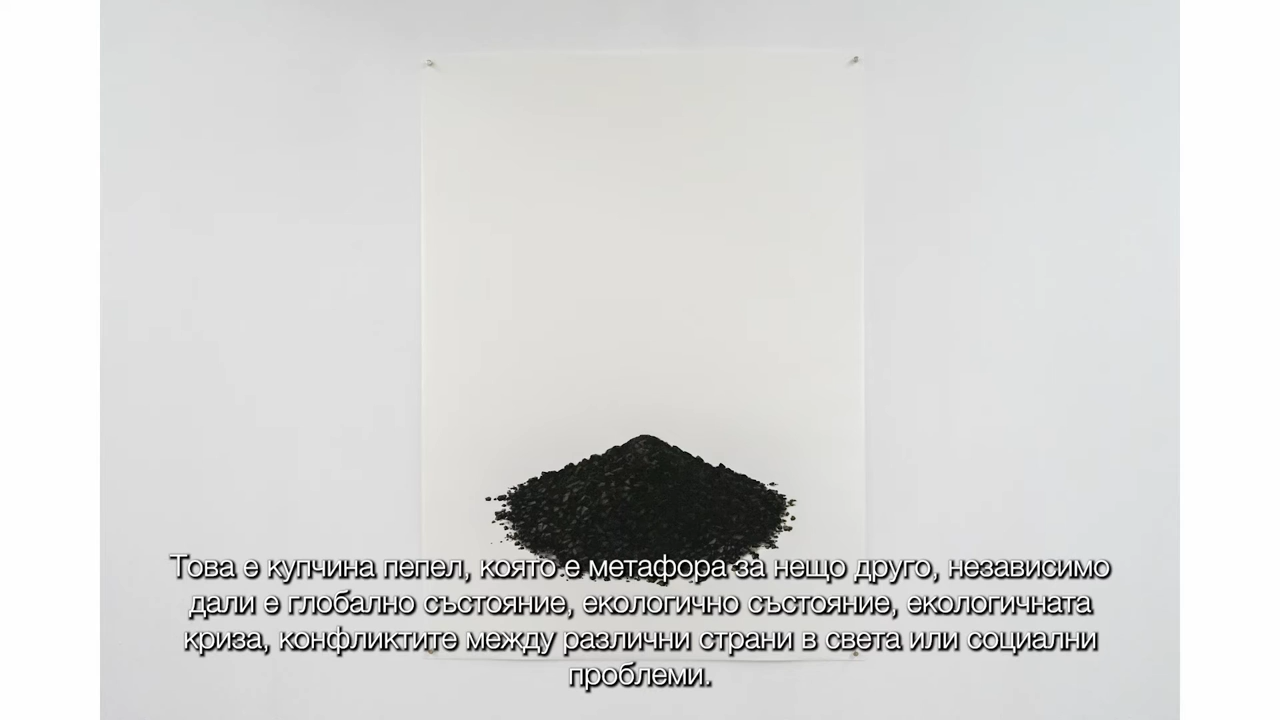 Това е купчина пепел, която е метафора за нещо друго, независимо
дали е глобално състояние, екологично състояние, екологичната
криза, конфликтите между различни страни в света или социални
проблеми.